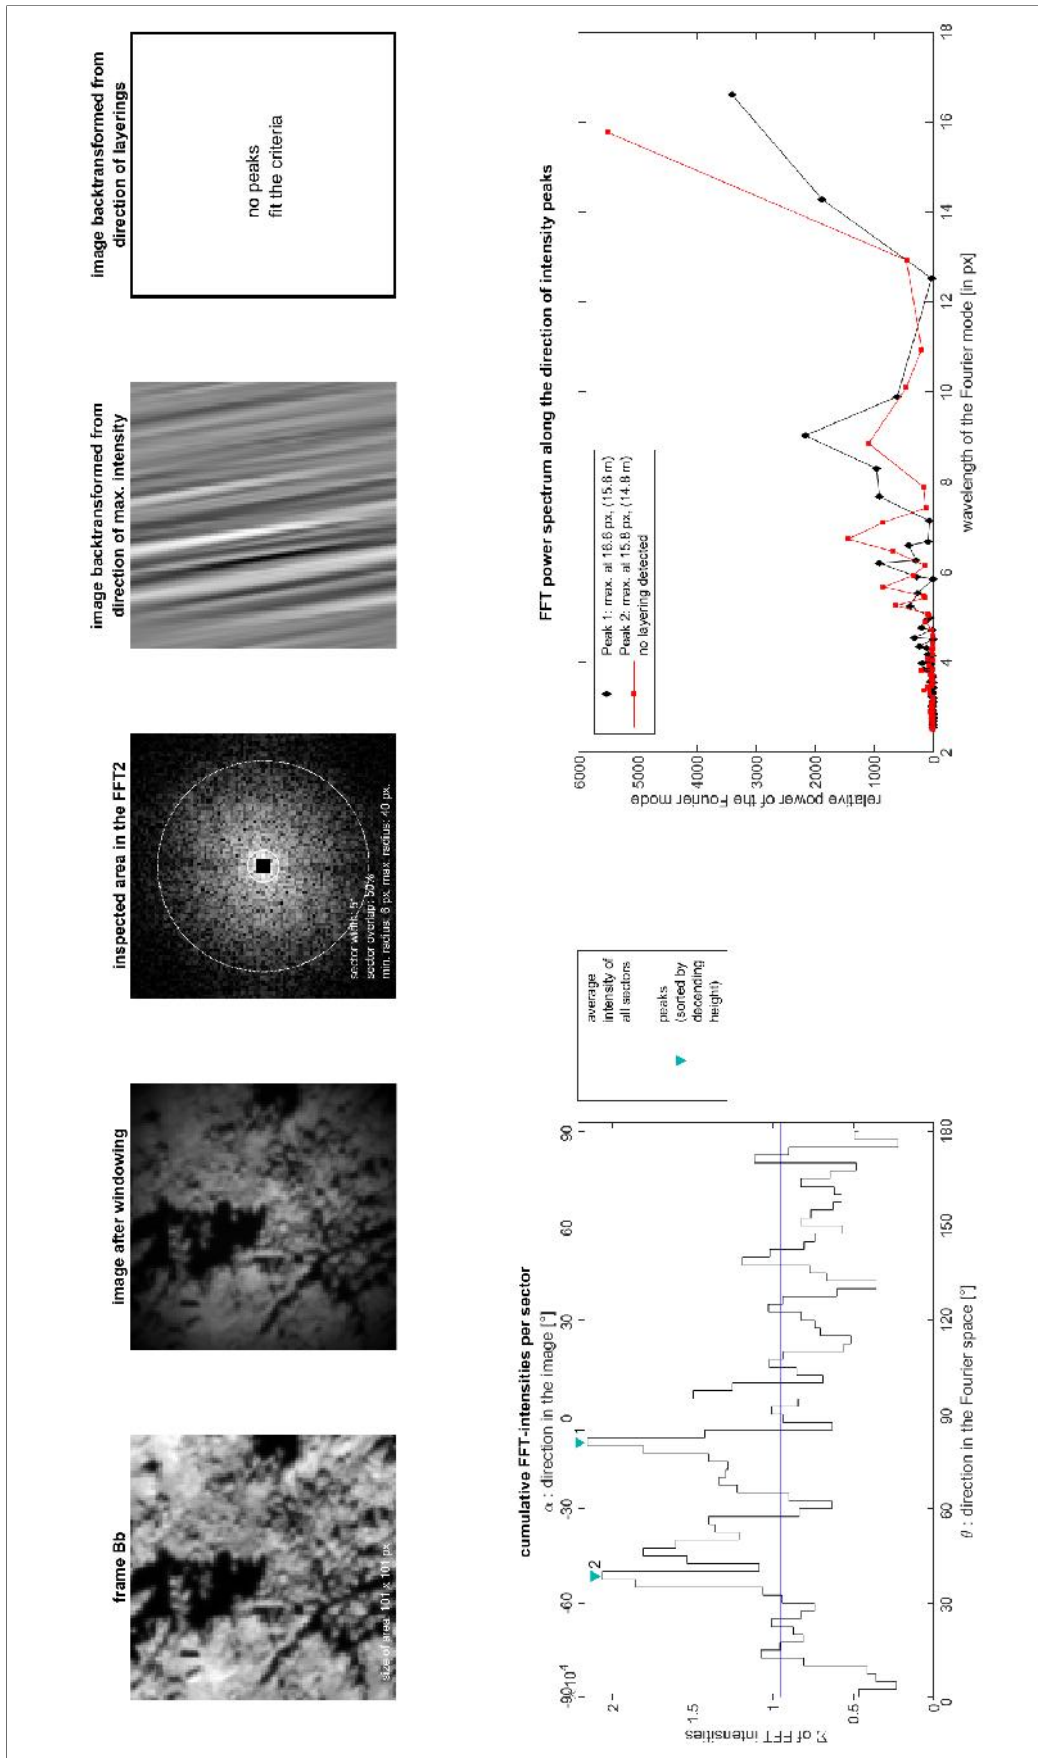 frame Bb
size of area: 101 x 101 px
image after windowing
inspected area in the FFT2
sector width: 5°
sector overlap: 50%
min. radius: 6 px, max. radius: 40 px.
image backtransformed from
direction of max. intensity
image backtransformed from
direction of layerings
no peaks
fit the criteria
cumulative FFT-intensities per sector
α : direction in the image [°]
-90 -60 -30 0 30 60 90
10⁴
Σ of FFT intensities
0 0.5 1 1.5 2
1
2
0 30 60 90 120 150 180
θ : direction in the Fourier space [°]
average
intensity of
all sectors
peaks
(sorted by
decending
height)
FFT power spectrum along the direction of intensity peaks
Peak 1: max. at 16.6 px, (15.6 m)
Peak 2: max. at 15.8 px, (14.8 m)
no layering detected
relative power of the Fourier mode
0 1000 2000 3000 4000 5000 6000
2 4 6 8 10 12 14 16 18
wavelength of the Fourier mode [in px]